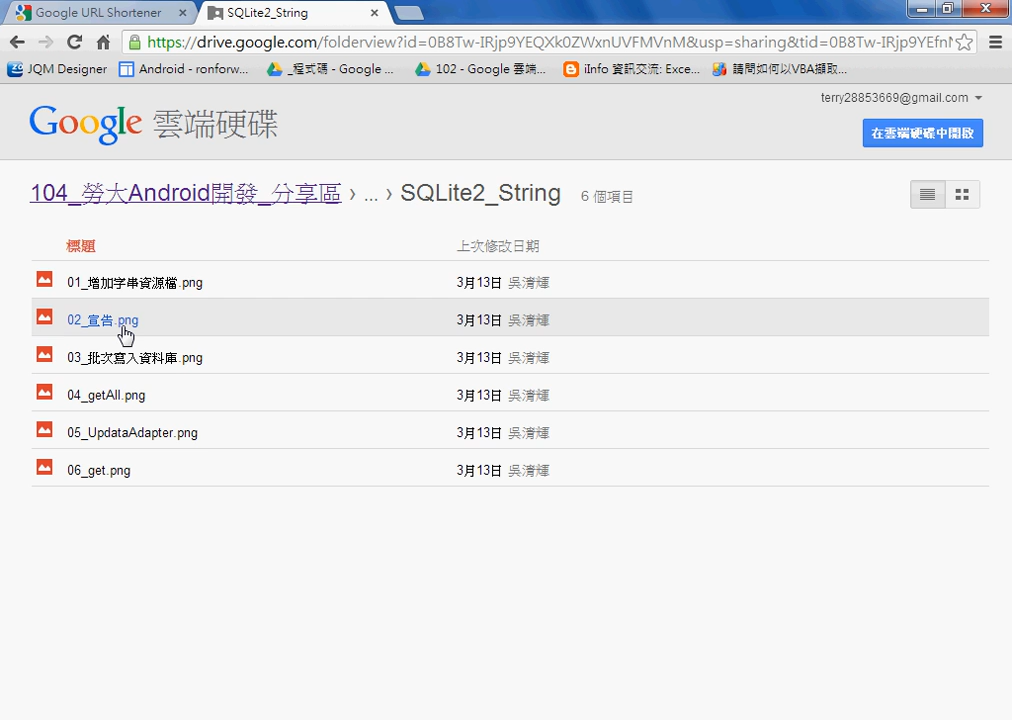 Google URL Shortener
SQLite2_String
https://drive.google.com/folderview?id=0B8Tw-IRjp9YEQXk0ZWxnUVFMVnM&usp=sharing&tid=0B8Tw-IRjp9YEfnN
JQM Designer
Android - ronforw...
_程式碼 - Google ...
102 - Google 雲端...
iInfo 資訊交流: Exce...
請問如何以VBA擷取...
terry28853669@gmail.com
Google 雲端硬碟
在雲端硬碟中開啟
104_勞大Android開發_分享區 › ... › SQLite2_String 6 個項目
標題 上次修改日期
01_增加字串資源檔.png 3月13日 吳清輝
02_宣告.png 3月13日 吳清輝
03_批次寫入資料庫.png 3月13日 吳清輝
04_getAll.png 3月13日 吳清輝
05_UpdataAdapter.png 3月13日 吳清輝
06_get.png 3月13日 吳清輝